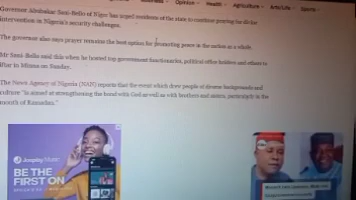 Opinion Health Agriculture Arts/Life Sports
Governor Abubakar Sani-Bello of Niger has urged residents of the state to continue praying for divine
intervention in Nigeria's security challenges.
The governor also says prayer remains the best option for promoting peace in the nation as a whole.
Mr Sani-Bello said this when he hosted top government functionaries, political office holders and others to
Iftar in Minna on Sunday.
The News Agency of Nigeria (NAN) reports that the event which drew people of diverse backgrounds and
culture "is aimed at strengthening the bond with God as well as with brothers and sisters, particularly in the
month of Ramadan."
Music
BE THE
FIRST ON